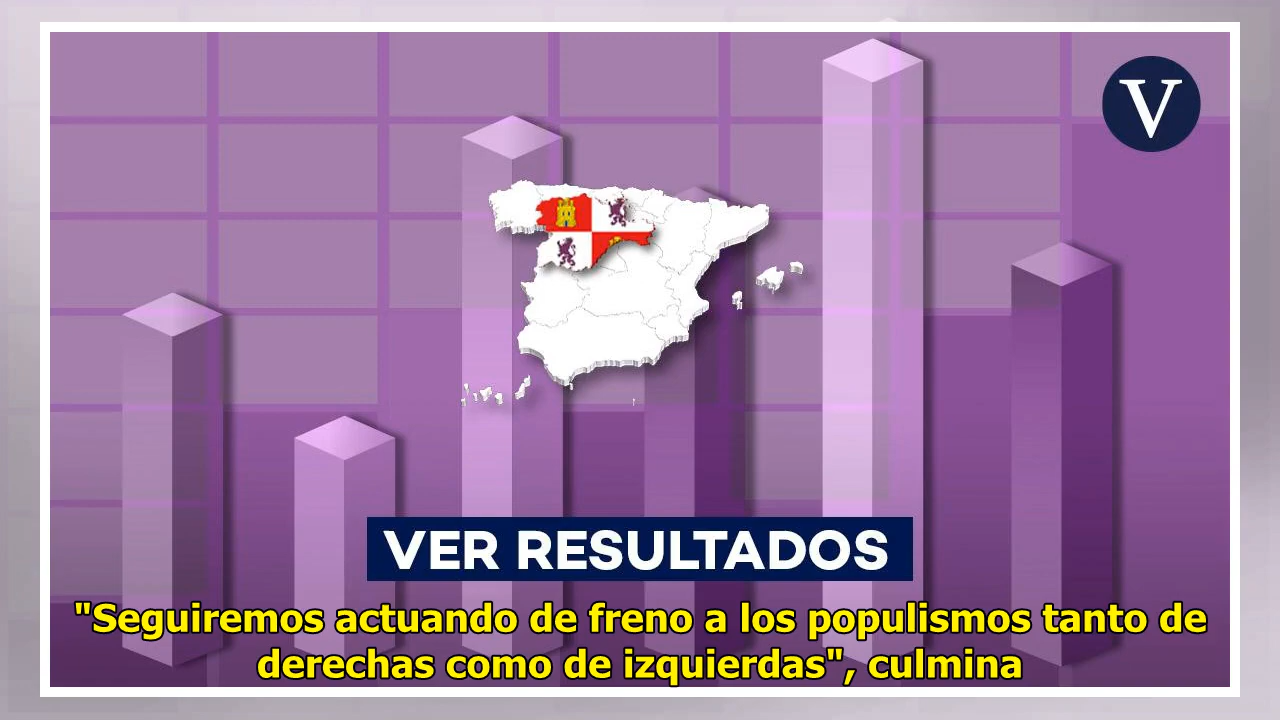 V
VER RESULTADOS
"Seguiremos actuando de freno a los populismos tanto de
derechas como de izquierdas", culmina